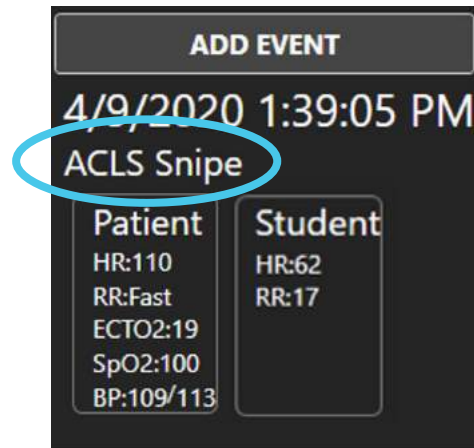 ADD EVENT
4/9/2020 1:39:05 PM
ACLS Snipe
Patient
HR:110
RR:Fast
ECTO2:19
SpO2:100
BP:109/113
Student
HR:62
RR:17